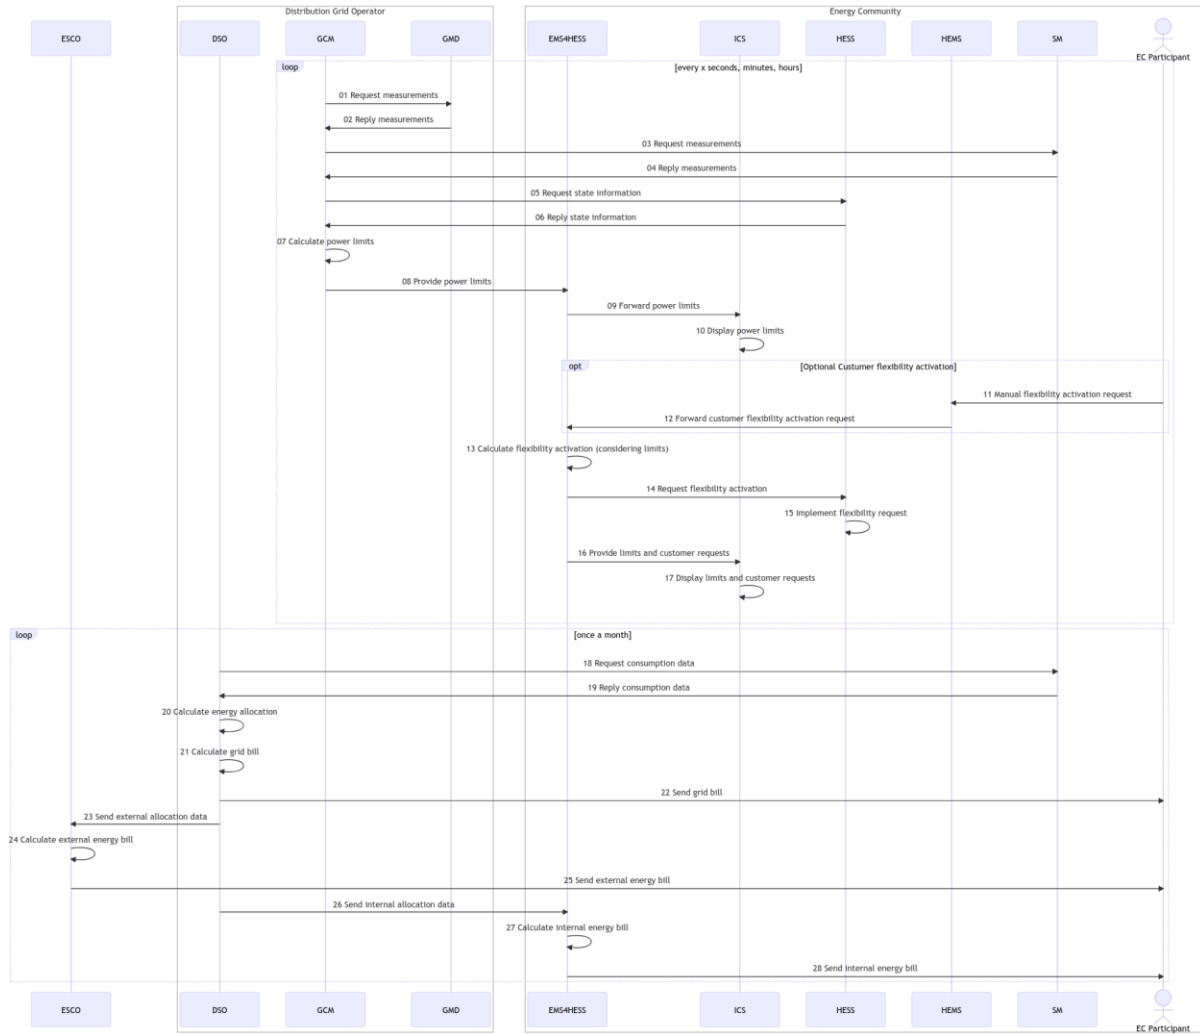 Distribution Grid Operator
Energy Community
ESCO
DSO
GCM
GMD
EMS4HESS
ICS
HESS
HEMS
SM
EC Participant
loop
[every x seconds, minutes, hours]
01 Request measurements
02 Reply measurements
03 Request measurements
04 Reply measurements
05 Request state information
06 Reply state information
07 Calculate power limits
08 Provide power limits
09 Forward power limits
10 Display power limits
opt
[Optional Custumer flexibility activation]
11 Manual flexibility activation request
12 Forward customer flexibility activation request
13 Calculate flexibility activation (considering limits)
14 Request flexibility activation
15 Implement flexibility request
16 Provide limits and customer requests
17 Display limits and customer requests
loop
[once a month]
18 Request consumption data
19 Reply consumption data
20 Calculate energy allocation
21 Calculate grid bill
22 Send grid bill
23 Send external allocation data
24 Calculate external energy bill
25 Send external energy bill
26 Send internal allocation data
27 Calculate internal energy bill
28 Send internal energy bill
ESCO
DSO
GCM
GMD
EMS4HESS
ICS
HESS
HEMS
SM
EC Participant